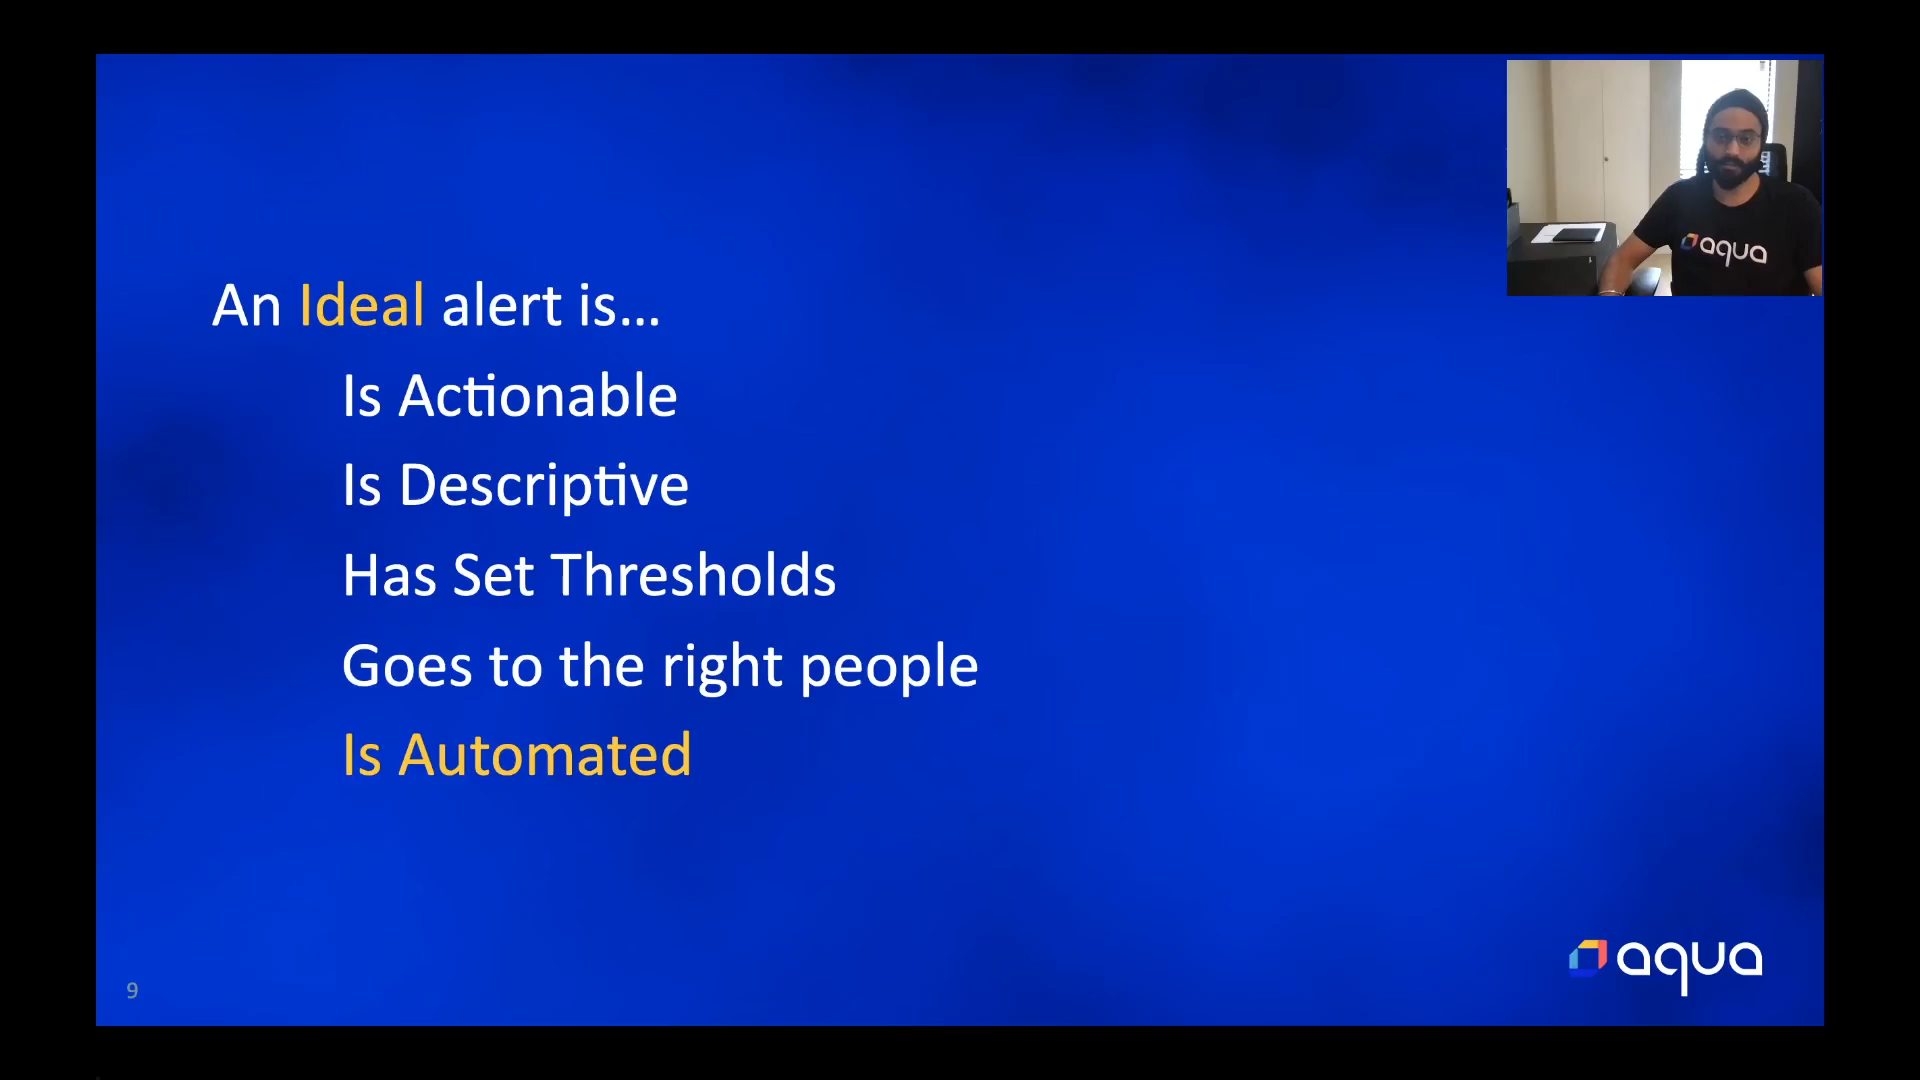 aqua
An Ideal alert is...
Is Actionable
Is Descriptive
Has Set Thresholds
Goes to the right people
Is Automated
9
aqua